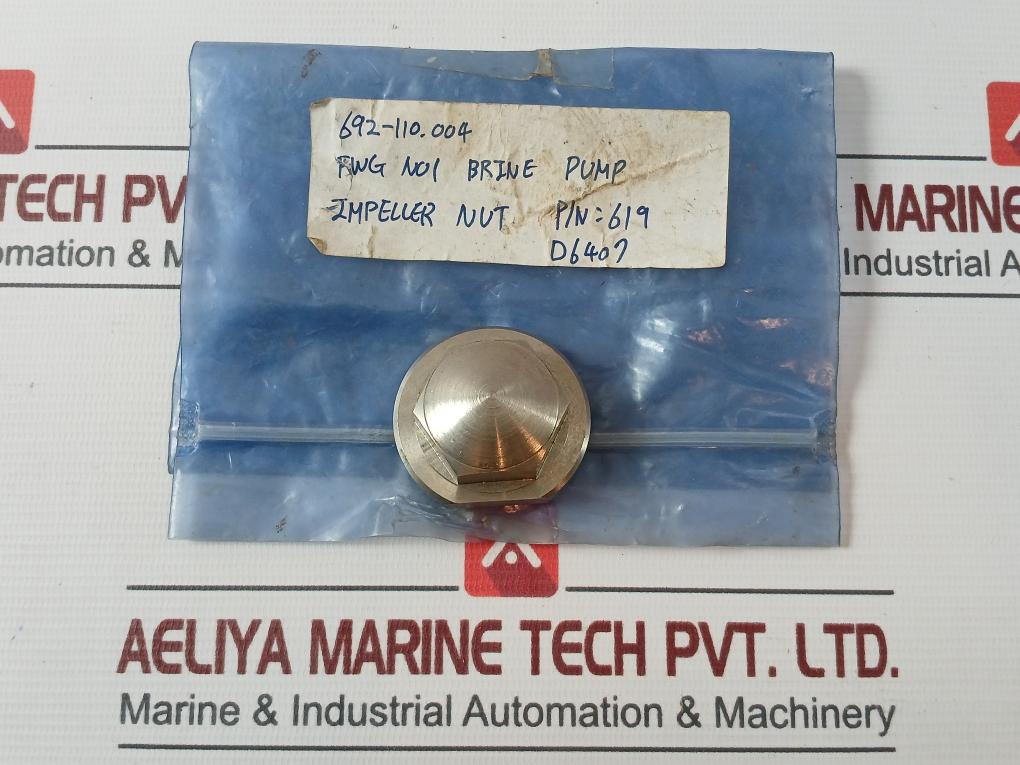 692-110.004
RWG NO1 BRINE PUMP
IMPELLER NUT P/N:619
D6407
TECH PV
omation & M
MARINE
Industrial A
AELIYA MARINE TECH PVT. LTD.
Marine & Industrial Automation & Machinery